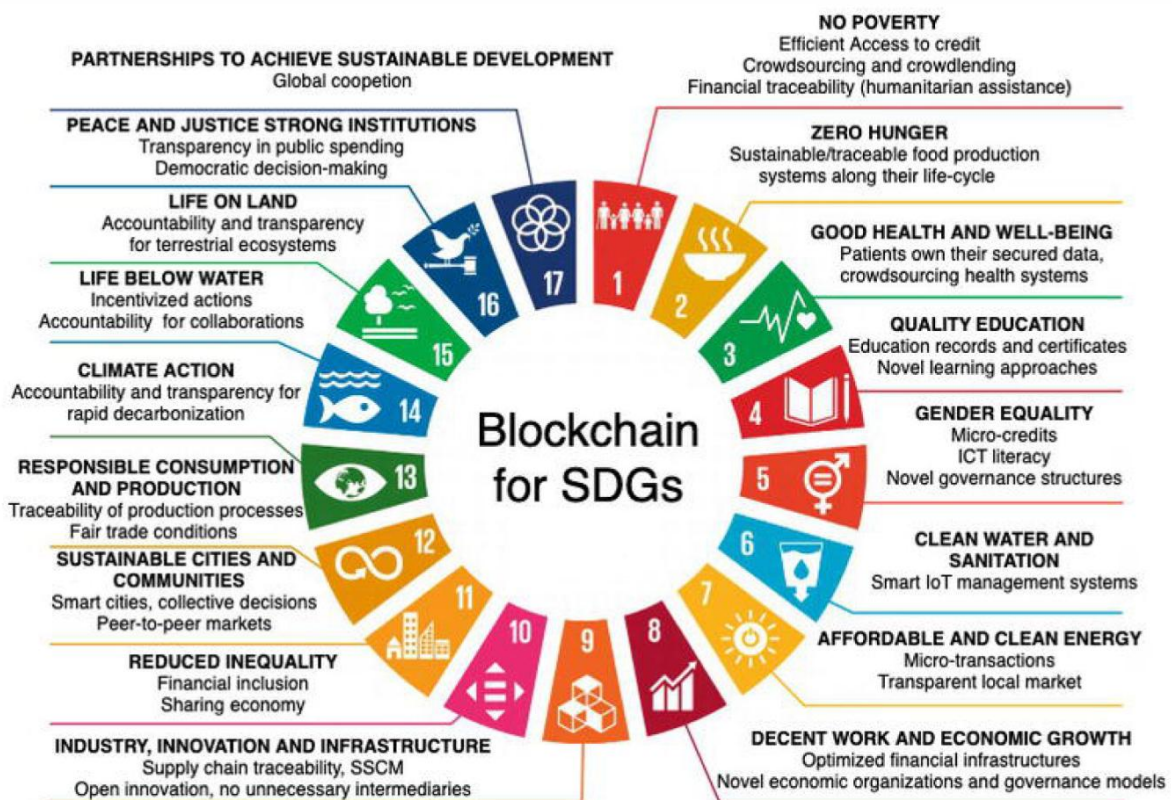 NO POVERTY
Efficient Access to credit
Crowdsourcing and crowdlending
Financial traceability (humanitarian assistance)
ZERO HUNGER
Sustainable/traceable food production
systems along their life-cycle
GOOD HEALTH AND WELL-BEING
Patients own their secured data,
crowdsourcing health systems
QUALITY EDUCATION
Education records and certificates
Novel learning approaches
GENDER EQUALITY
Micro-credits
ICT literacy
Novel governance structures
CLEAN WATER AND
SANITATION
Smart IoT management systems
AFFORDABLE AND CLEAN ENERGY
Micro-transactions
Transparent local market
DECENT WORK AND ECONOMIC GROWTH
Optimized financial infrastructures
Novel economic organizations and governance models
INDUSTRY, INNOVATION AND INFRASTRUCTURE
Supply chain traceability, SSCM
Open innovation, no unnecessary intermediaries
REDUCED INEQUALITY
Financial inclusion
Sharing economy
SUSTAINABLE CITIES AND
COMMUNITIES
Smart cities, collective decisions
Peer-to-peer markets
RESPONSIBLE CONSUMPTION
AND PRODUCTION
Traceability of production processes
Fair trade conditions
CLIMATE ACTION
Accountability and transparency for
rapid decarbonization
LIFE BELOW WATER
Incentivized actions
Accountability for collaborations
LIFE ON LAND
Accountability and transparency
for terrestrial ecosystems
PEACE AND JUSTICE STRONG INSTITUTIONS
Transparency in public spending
Democratic decision-making
PARTNERSHIPS TO ACHIEVE SUSTAINABLE DEVELOPMENT
Global coopetion
1
2
3
4
5
6
7
8
9
10
11
12
13
14
15
16
17
Blockchain
for SDGs